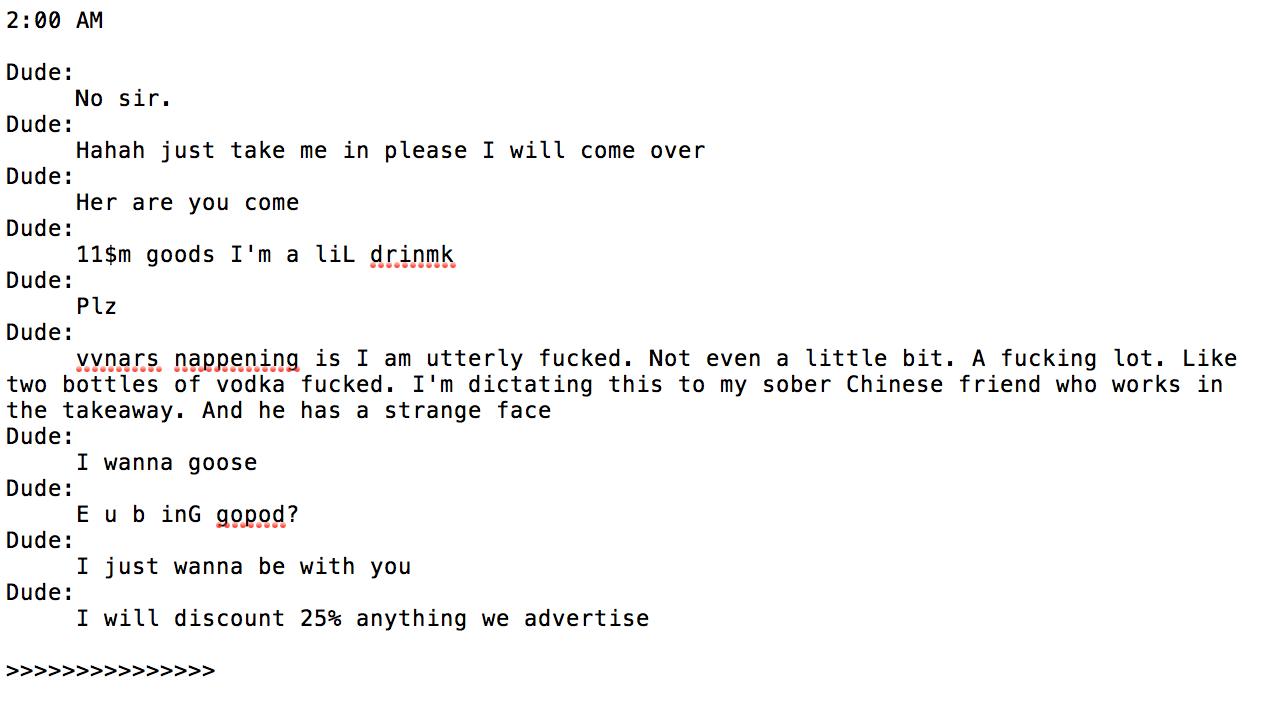 2:00 AM
Dude:
No sir.
Dude:
Hahah just take me in please I will come over
Dude:
Her are you come
Dude:
11$m goods I'm a liL drinmk
Dude:
Plz
Dude:
vvnars nappening is I am utterly fucked. Not even a little bit. A fucking lot. Like
two bottles of vodka fucked. I'm dictating this to my sober Chinese friend who works in
the takeaway. And he has a strange face
Dude:
I wanna goose
Dude:
E u b inG gopod?
Dude:
I just wanna be with you
Dude:
I will discount 25% anything we advertise
>>>>>>>>>>>>>>>